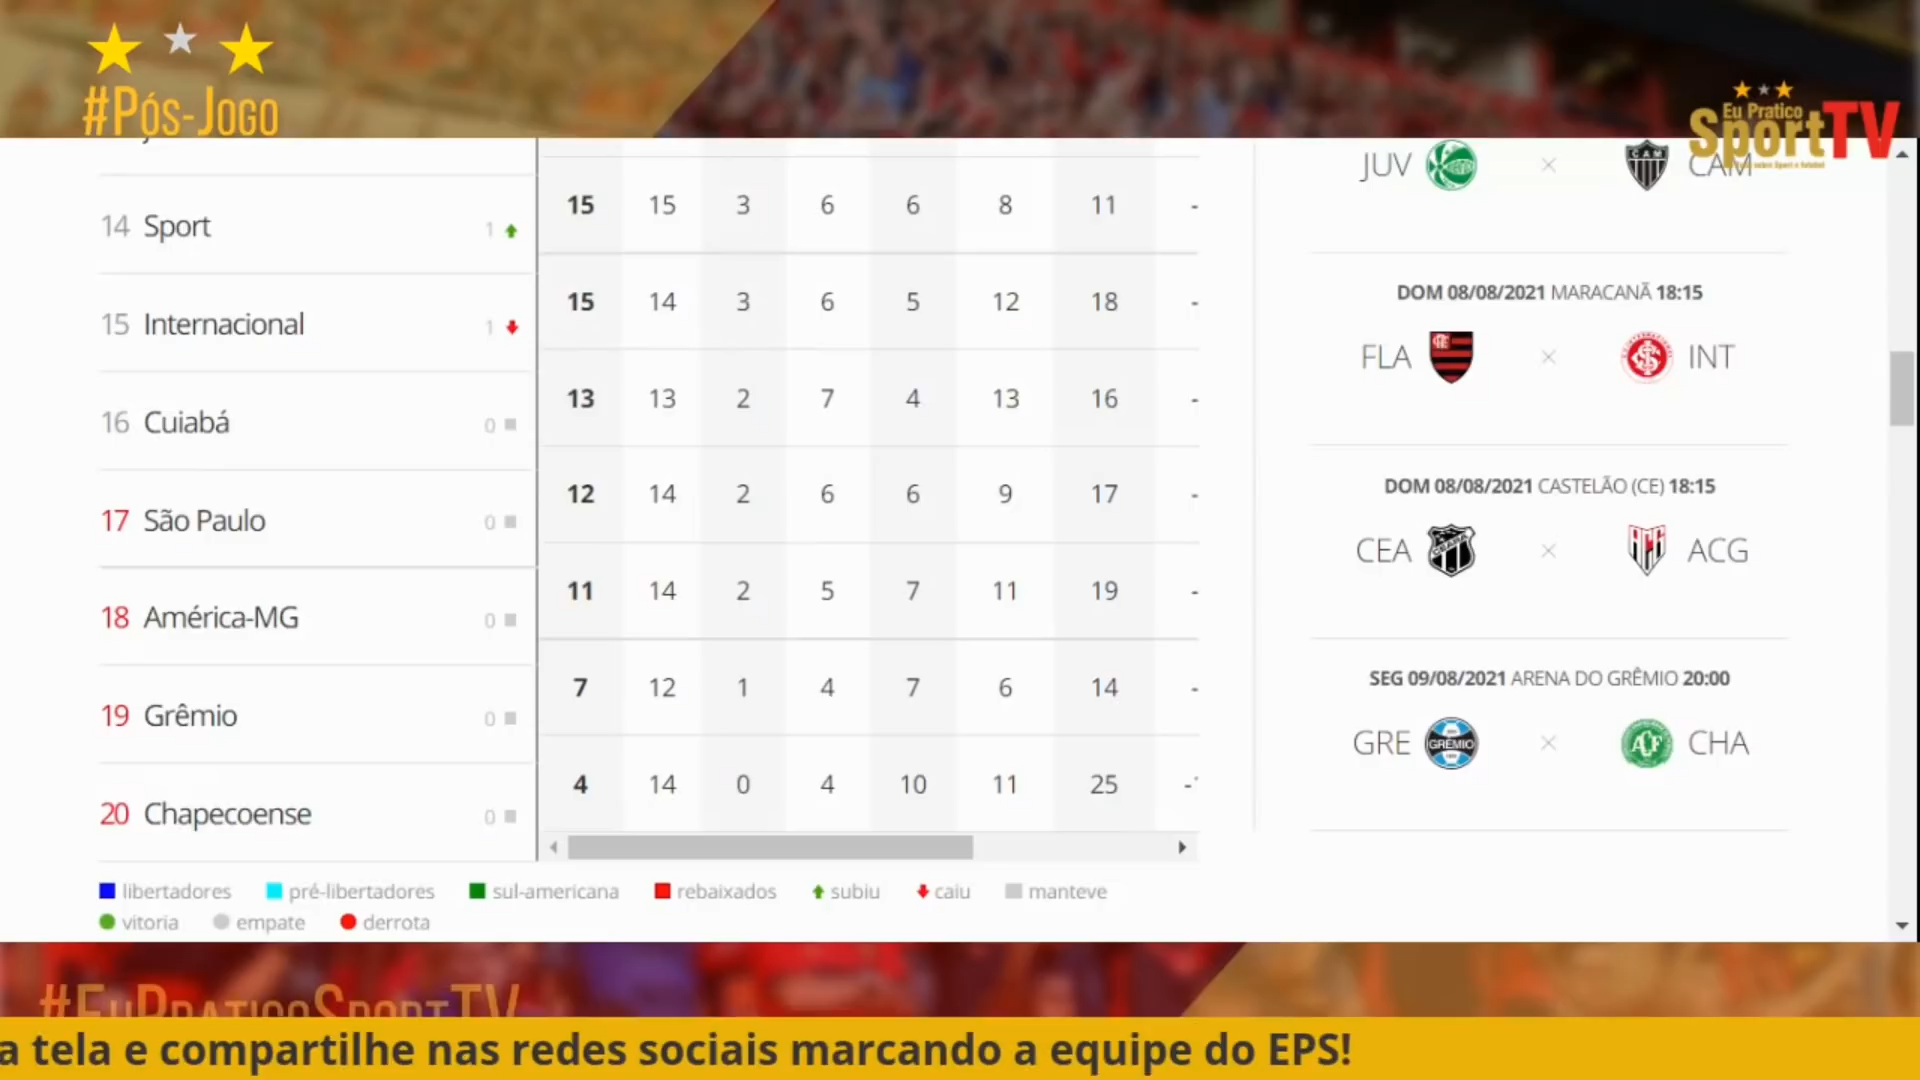 #Pós-Jogo
Eu Pratico
SportTV
14 Sport 1
15 15 3 6 6 8 11 -
15 Internacional 1
15 14 3 6 5 12 18 -
16 Cuiabá 0
13 13 2 7 4 13 16 -
17 São Paulo 0
12 14 2 6 6 9 17 -
18 América-MG 0
11 14 2 5 7 11 19 -
19 Grêmio 0
7 12 1 4 7 6 14 -
20 Chapecoense 0
4 14 0 4 10 11 25 -
libertadores pré-libertadores sul-americana rebaixados subiu caiu manteve
vitoria empate derrota
JUV × CAM
DOM 08/08/2021 MARACANÃ 18:15
FLA × INT
DOM 08/08/2021 CASTELÃO (CE) 18:15
CEA × ACG
SEG 09/08/2021 ARENA DO GRÊMIO 20:00
GRE × CHA
#EuPraticoSportTV
a tela e compartilhe nas redes sociais marcando a equipe do EPS!